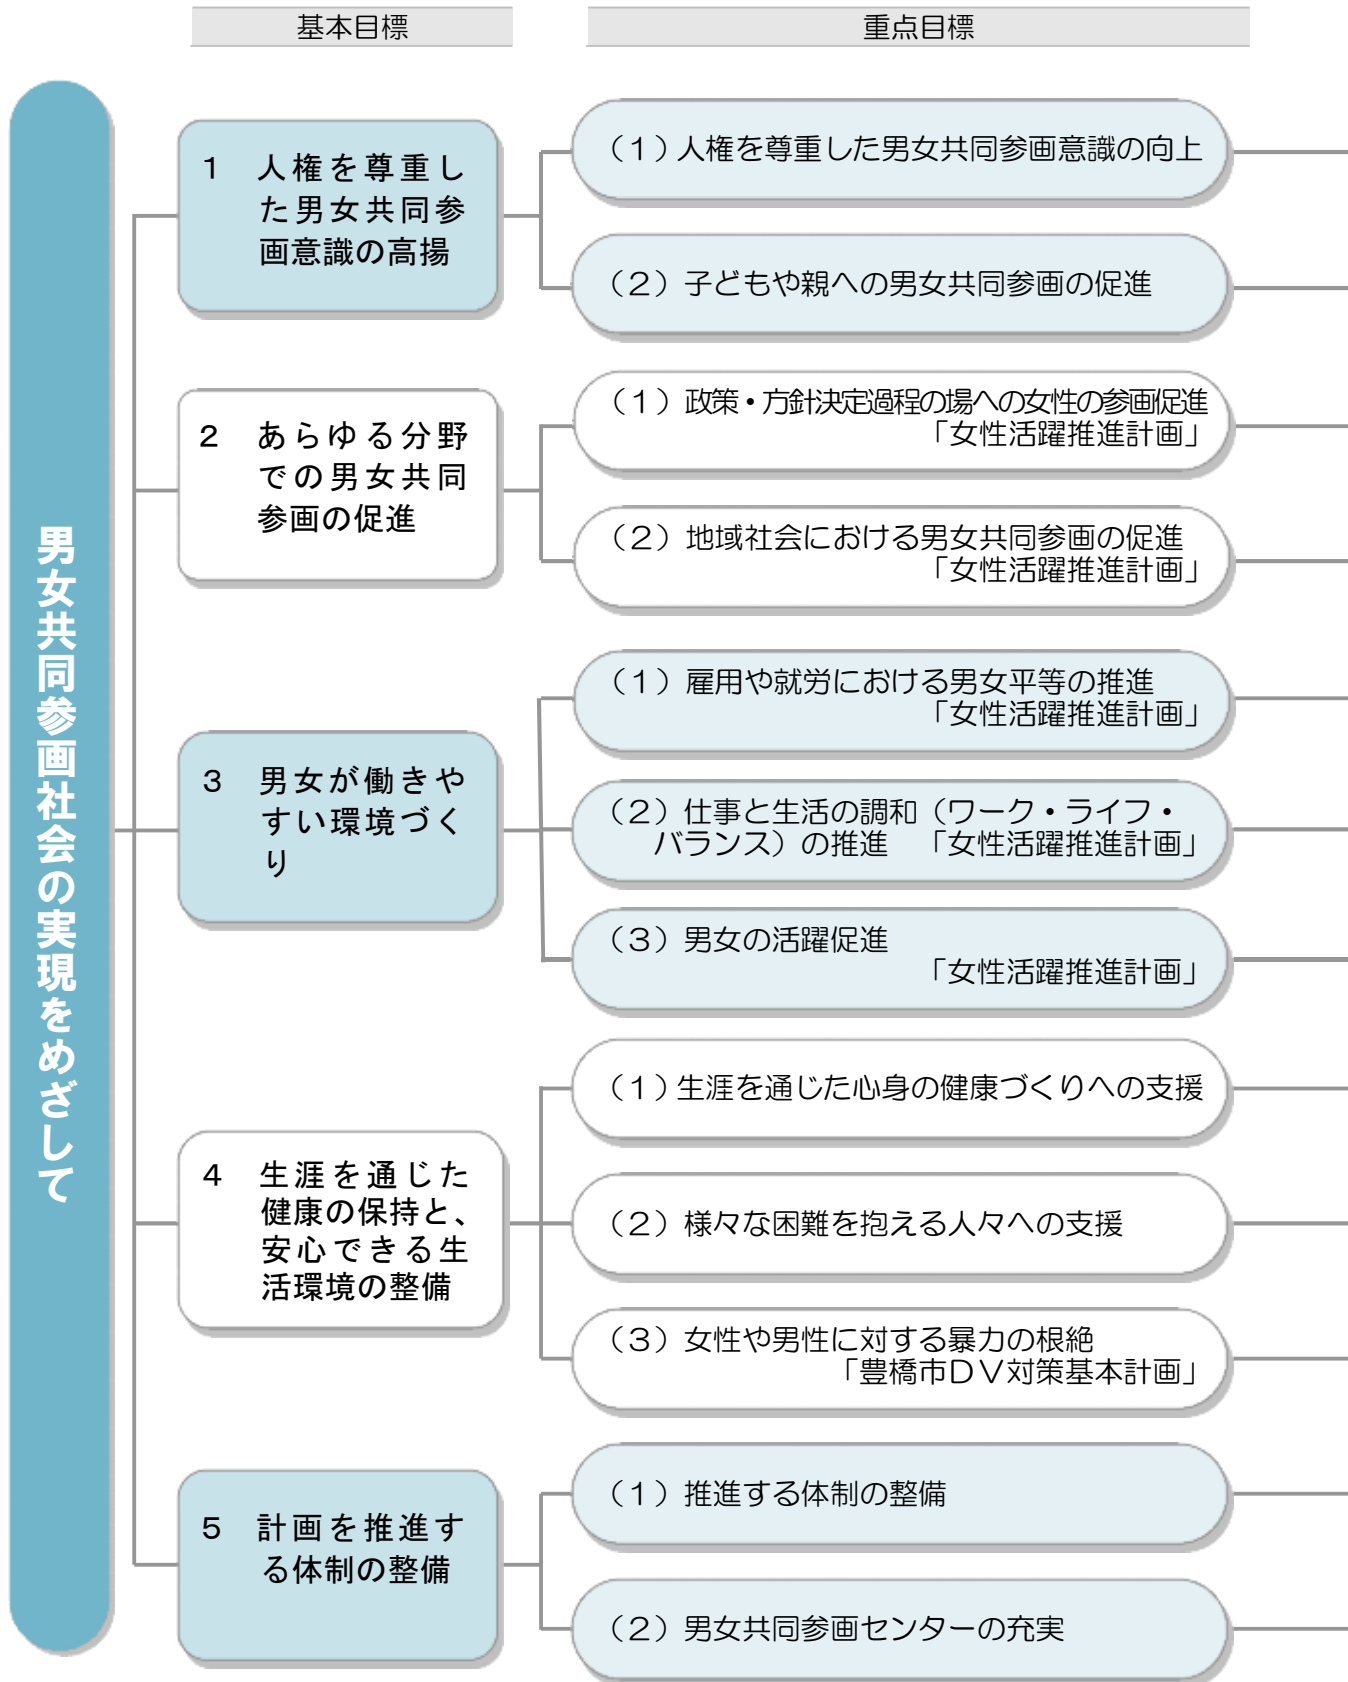 基本目標
重点目標
男女共同参画社会の実現をめざして
1 人権を尊重し
た男女共同参
画意識の高揚
(1)人権を尊重した男女共同参画意識の向上
(2)子どもや親への男女共同参画の促進
2 あらゆる分野
での男女共同
参画の促進
(1)政策・方針決定過程の場への女性の参画促進
「女性活躍推進計画」
(2)地域社会における男女共同参画の促進
「女性活躍推進計画」
3 男女が働きや
すい環境づく
り
(1)雇用や就労における男女平等の推進
「女性活躍推進計画」
(2)仕事と生活の調和(ワーク・ライフ・
バランス)の推進 「女性活躍推進計画」
(3)男女の活躍促進
「女性活躍推進計画」
4 生涯を通じた
健康の保持と、
安心できる生
活環境の整備
(1)生涯を通じた心身の健康づくりへの支援
(2)様々な困難を抱える人々への支援
(3)女性や男性に対する暴力の根絶
「豊橋市DV対策基本計画」
5 計画を推進す
る体制の整備
(1)推進する体制の整備
(2)男女共同参画センターの充実